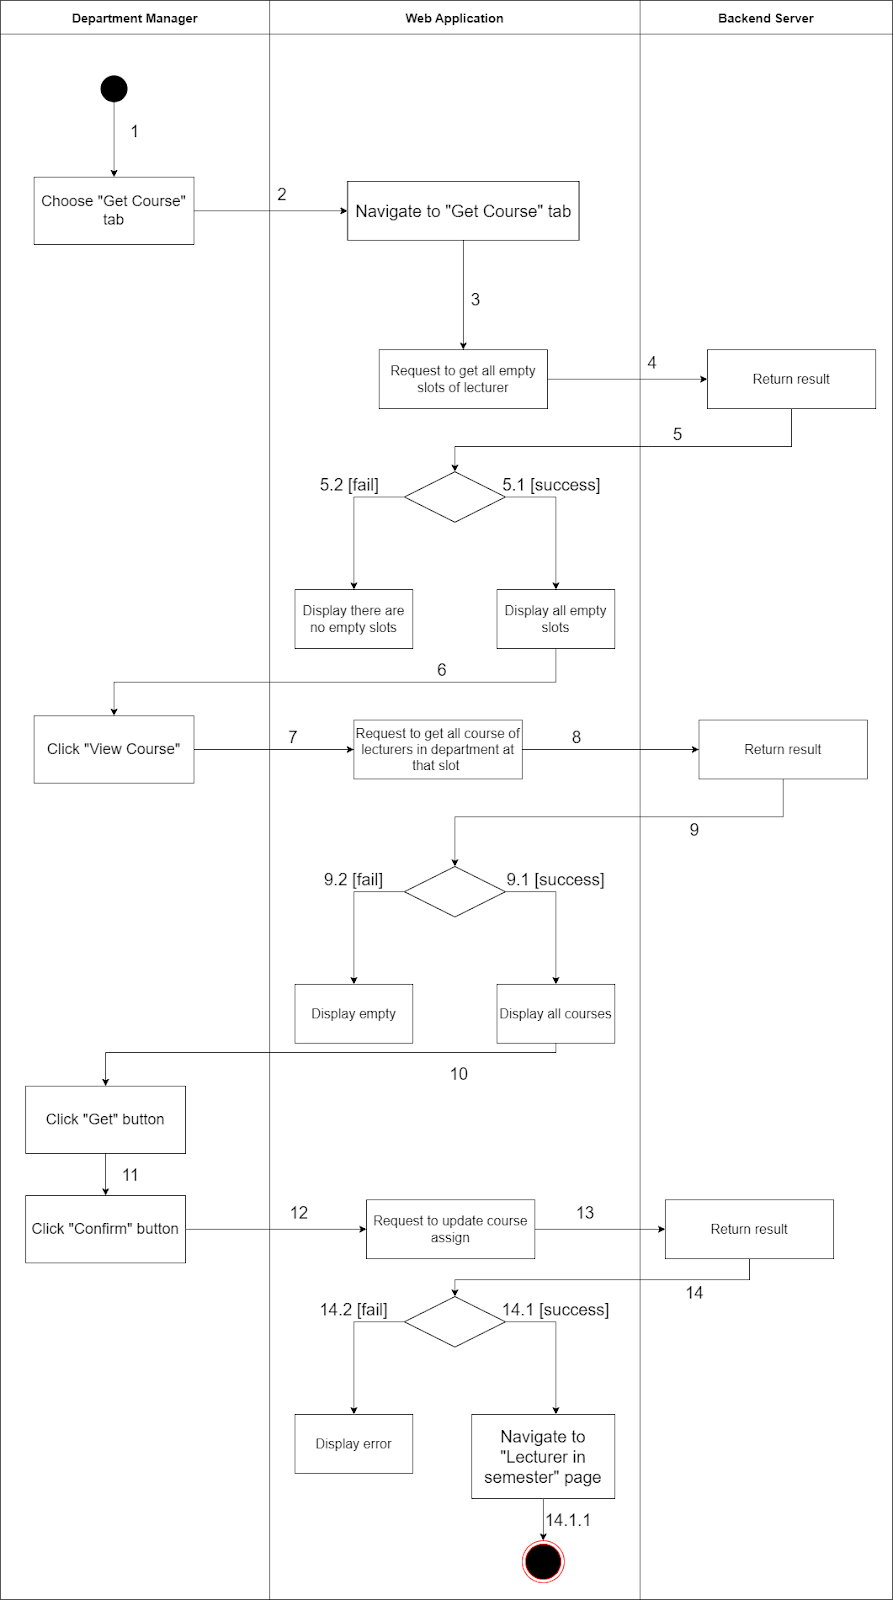 Department Manager
Web Application
Backend Server
1
Choose "Get Course"
tab
2
Navigate to "Get Course" tab
3
Request to get all empty
slots of lecturer
4
Return result
5
5.2 [fail]
5.1 [success]
Display there are
no empty slots
Display all empty
slots
6
Click "View Course"
7
Request to get all course of
lecturers in department at
that slot
8
Return result
9
9.2 [fail]
9.1 [success]
Display empty
Display all courses
10
Click "Get" button
11
Click "Confirm" button
12
Request to update course
assign
13
Return result
14
14.2 [fail]
14.1 [success]
Display error
Navigate to
"Lecturer in
semester" page
14.1.1